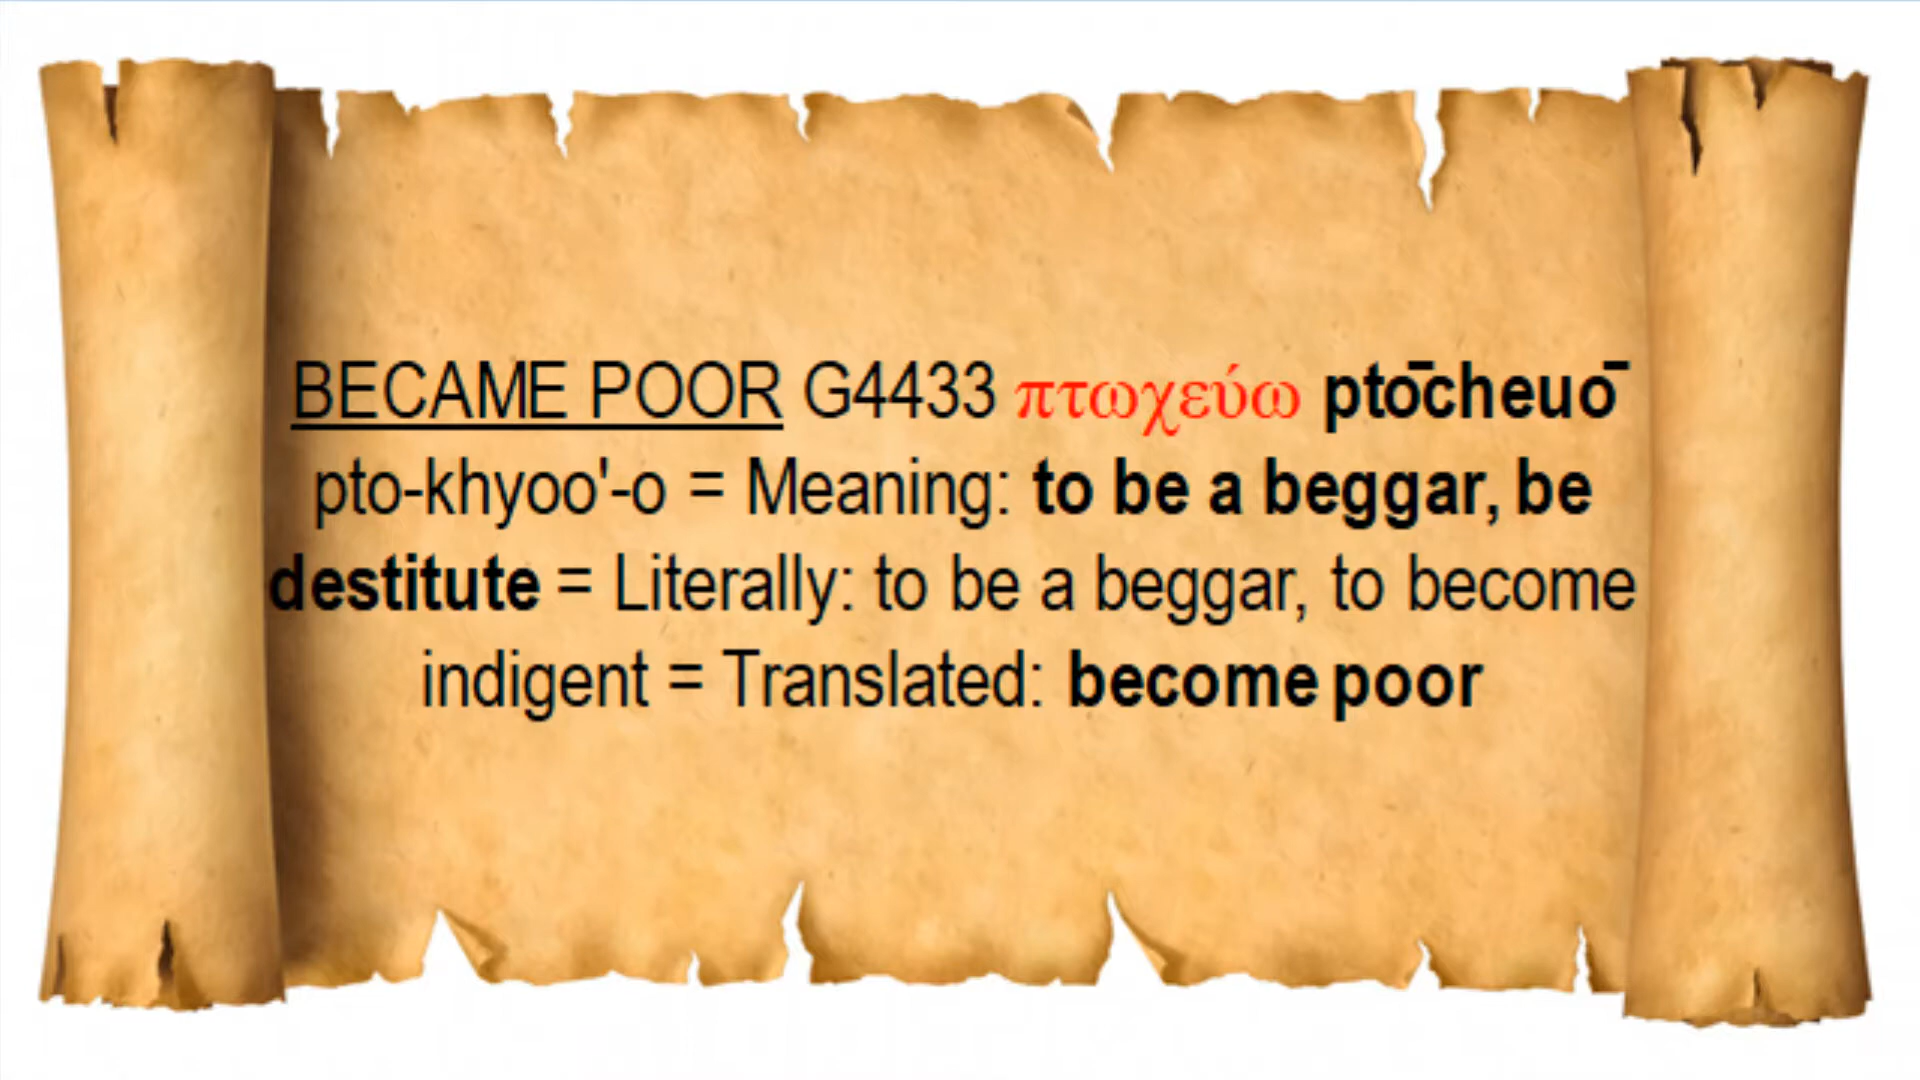 BECAME POOR G4433 πτωχεύω ptōcheuō
pto-khyoo'-o = Meaning: to be a beggar, be
destitute = Literally: to be a beggar, to become
indigent = Translated: become poor